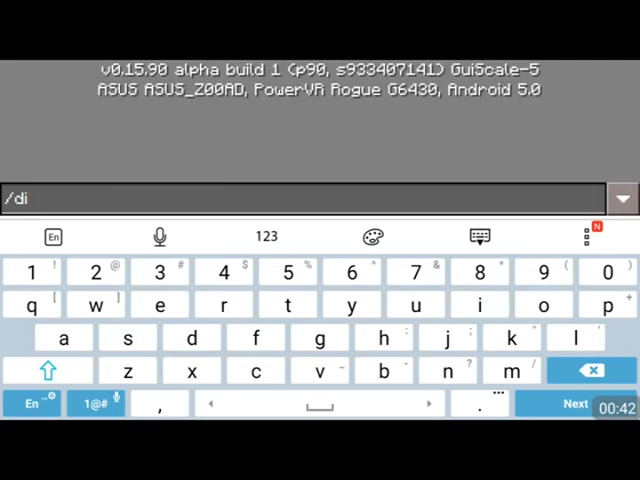 v0.15.90 alpha build 1 (p90, s933407141) GuiScale-5
ASUS ASUS_Z00AD, PowerVR Rogue G6430, Android 5.0
/di
En 123 N
1 ! 2 @ 3 # 4 $ 5 % 6 ^ 7 & 8 * 9 ( 0 )
q [ w ] e r t y u i o p +
a s d f g h : j ; k " l '
z x c v - b ~ n ? m /
En 1@# , . Next
00:42